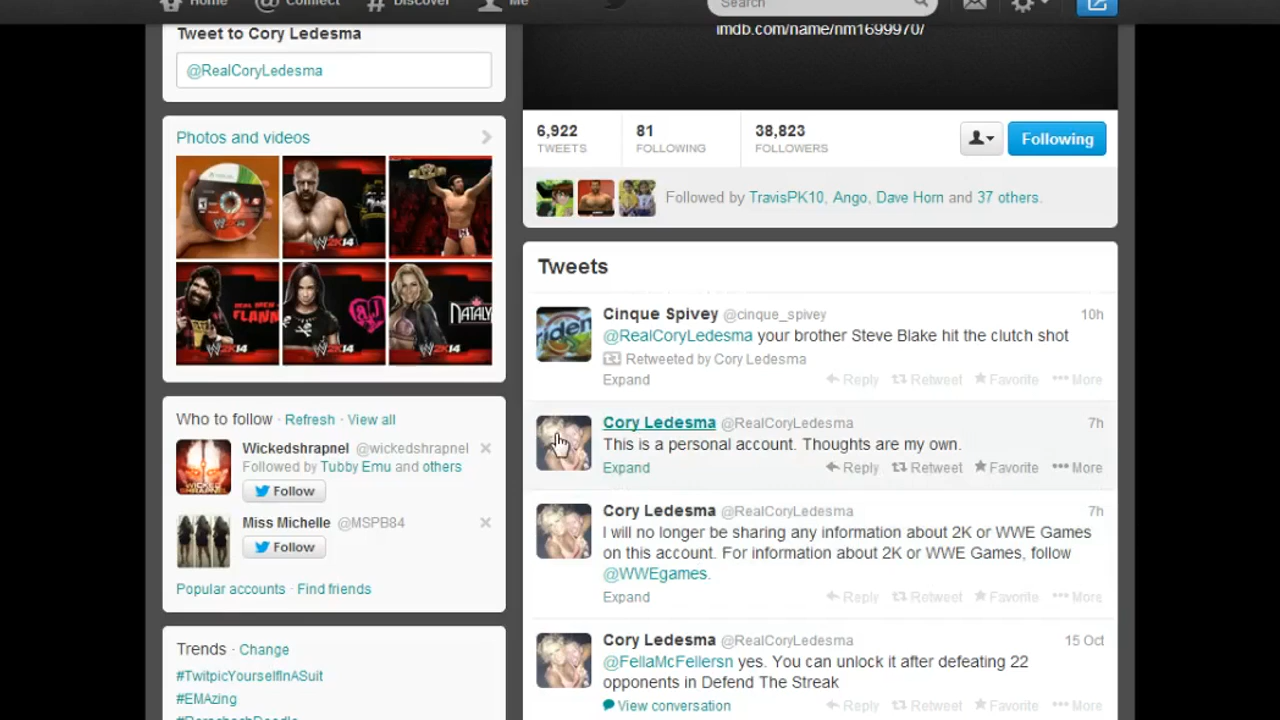 Home @ Connect # Discover Me Search
Tweet to Cory Ledesma
@RealCoryLedesma
imdb.com/name/nm1699970/
6,922 81 38,823
TWEETS FOLLOWING FOLLOWERS
Following
Followed by TravisPK10, Ango, Dave Horn and 37 others.
Photos and videos
W2K14
REAL MEN
FLANN
AJ
NATALY
Who to follow · Refresh · View all
Wickedshrapnel @wickedshrapnel
Followed by Tubby Emu and others
Follow
Miss Michelle @MSPB84
Follow
Popular accounts · Find friends
Trends · Change
#TwitpicYourselfInASuit
#EMAzing
#RorschachDoodle
Tweets
Cinque Spivey @cinque_spivey 10h
@RealCoryLedesma your brother Steve Blake hit the clutch shot
Retweeted by Cory Ledesma
Expand Reply Retweet Favorite More
Cory Ledesma @RealCoryLedesma 7h
This is a personal account. Thoughts are my own.
Expand Reply Retweet Favorite More
Cory Ledesma @RealCoryLedesma 7h
I will no longer be sharing any information about 2K or WWE Games
on this account. For information about 2K or WWE Games, follow
@WWEgames.
Expand Reply Retweet Favorite More
Cory Ledesma @RealCoryLedesma 15 Oct
@FellaMcFellersn yes. You can unlock it after defeating 22
opponents in Defend The Streak
View conversation Reply Retweet Favorite More